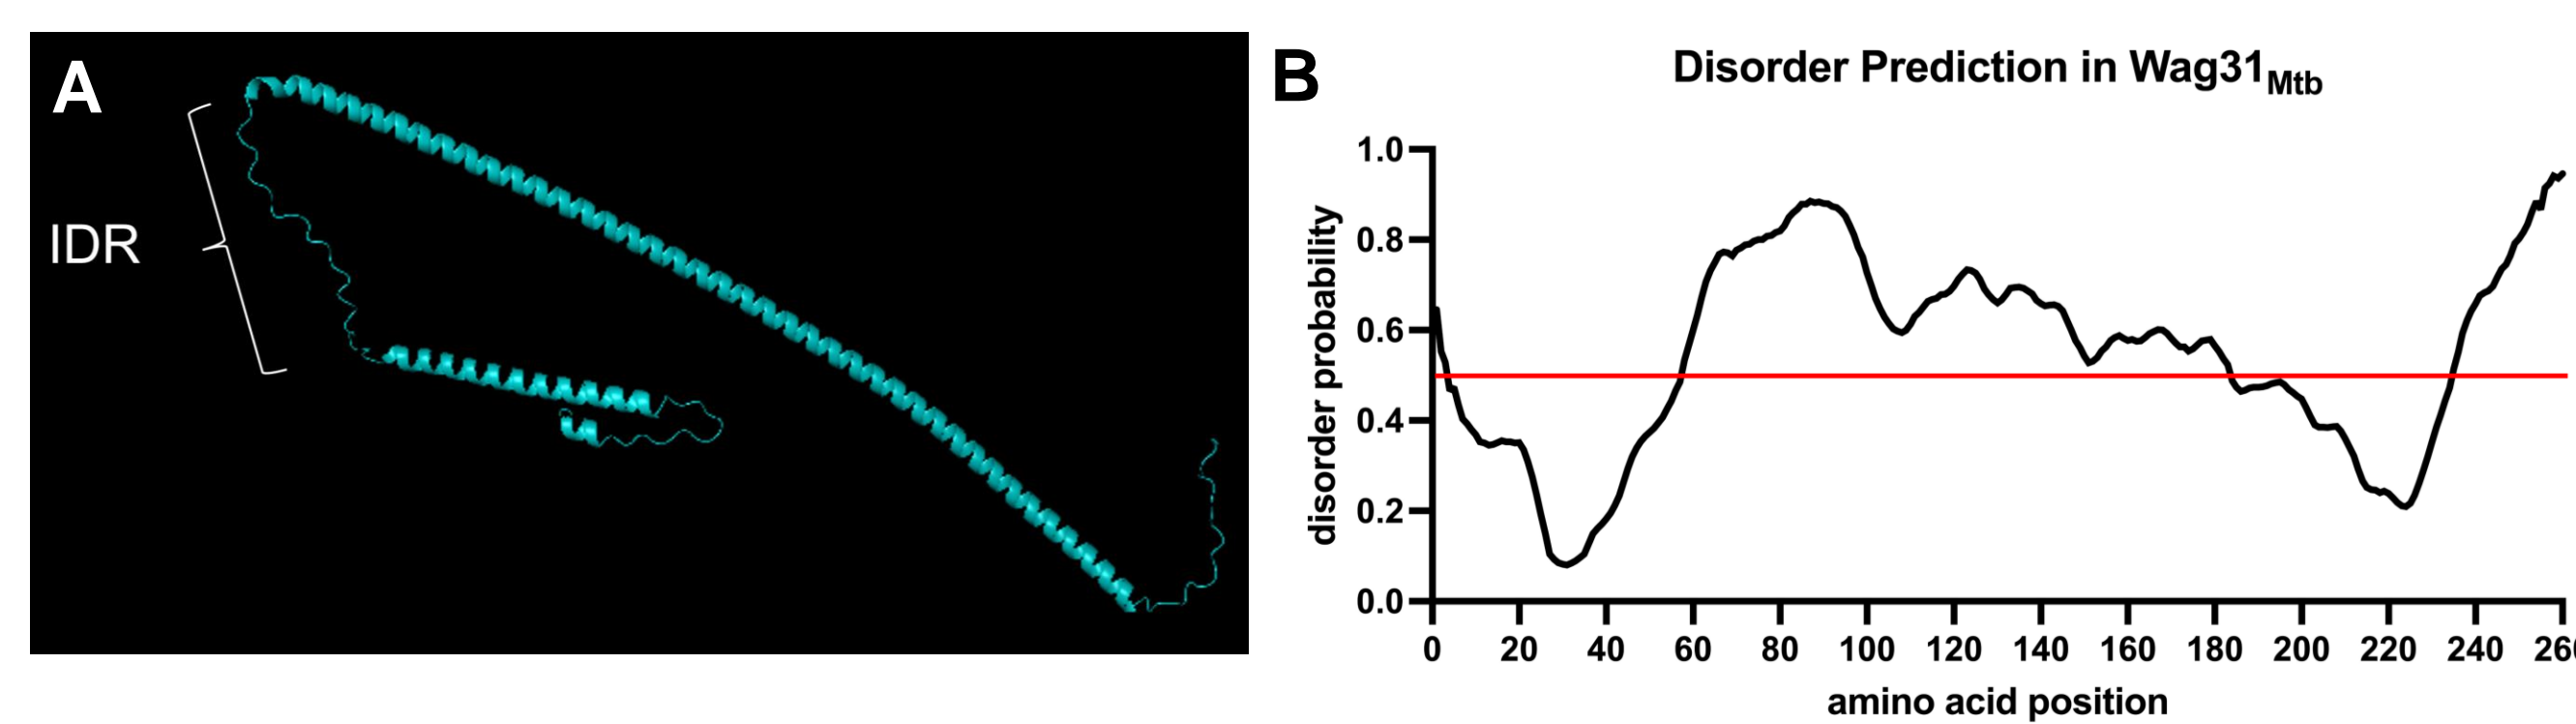 A
IDR
B
Disorder Prediction in Wag31Mtb
disorder probability
1.0
0.8
0.6
0.4
0.2
0.0
0 20 40 60 80 100 120 140 160 180 200 220 240 26
amino acid position